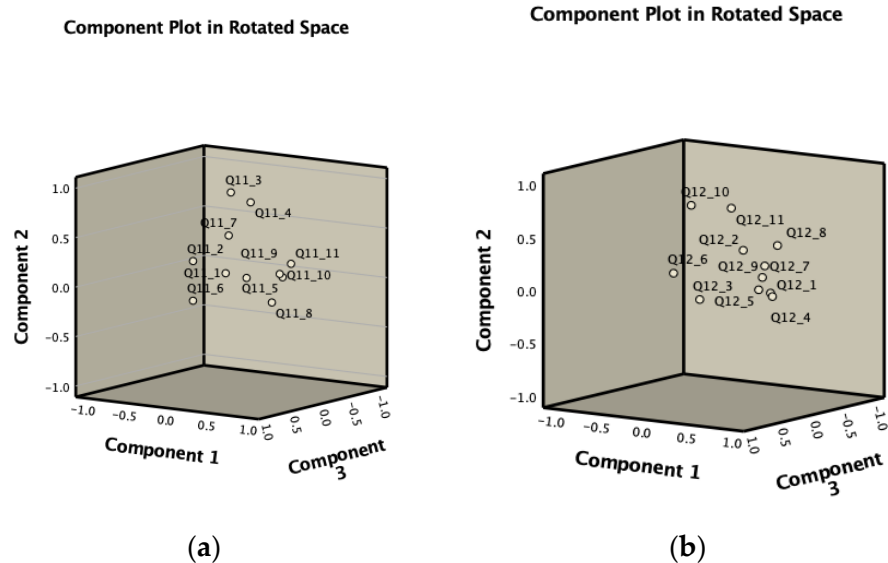 Component Plot in Rotated Space
1.0
0.5
0.0
-0.5
-1.0
Component 2
Q11_3
Q11_4
Q11_7
Q11_2
Q11_9
Q11_11
Q11_1
Q11_10
Q11_6
Q11_5
Q11_8
-1.0
-0.5
0.0
0.5
1.0
Component 1
1.0
0.5
0.0
-0.5
-1.0
Component
3
(a)
Component Plot in Rotated Space
1.0
0.5
0.0
-0.5
-1.0
Component 2
Q12_10
Q12_11
Q12_8
Q12_2
Q12_6
Q12_9
Q12_7
Q12_3
Q12_1
Q12_5
Q12_4
-1.0
-0.5
0.0
0.5
1.0
Component 1
1.0
0.5
0.0
-0.5
-1.0
Component
3
(b)